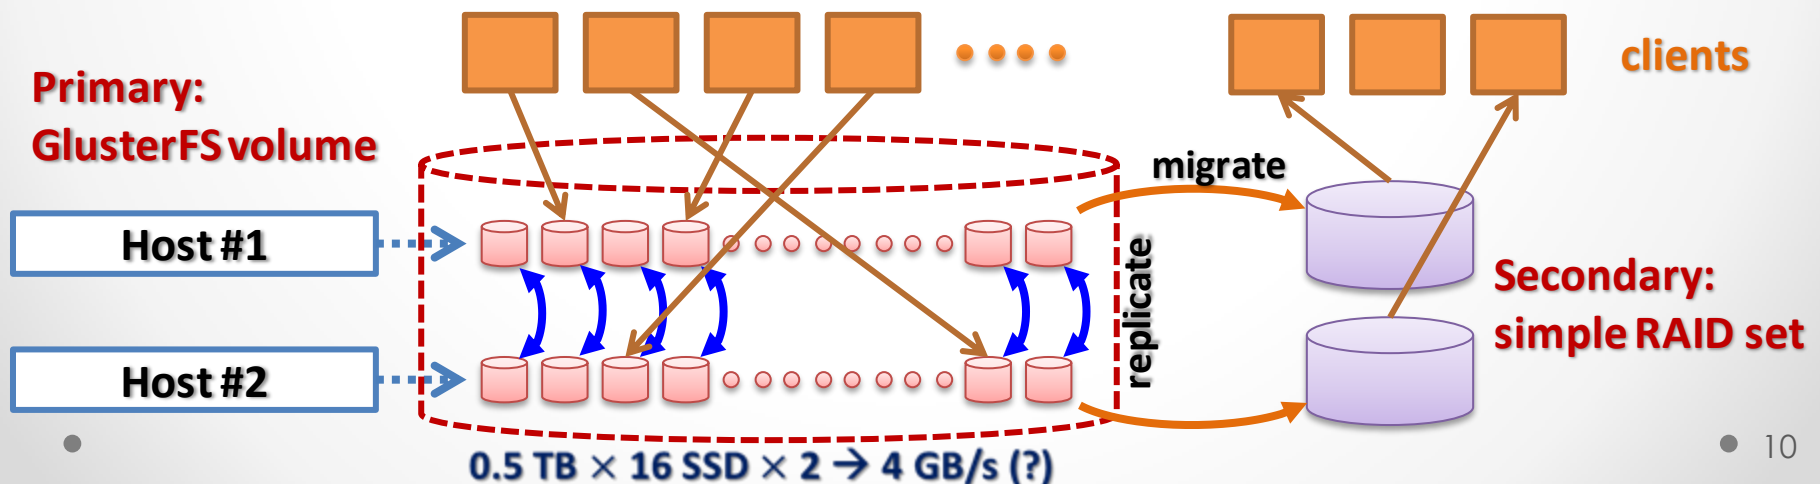 clients
Primary:
GlusterFS volume
migrate
Host #1
replicate
Secondary:
simple RAID set
Host #2
0.5 TB × 16 SSD × 2 → 4 GB/s (?)
10